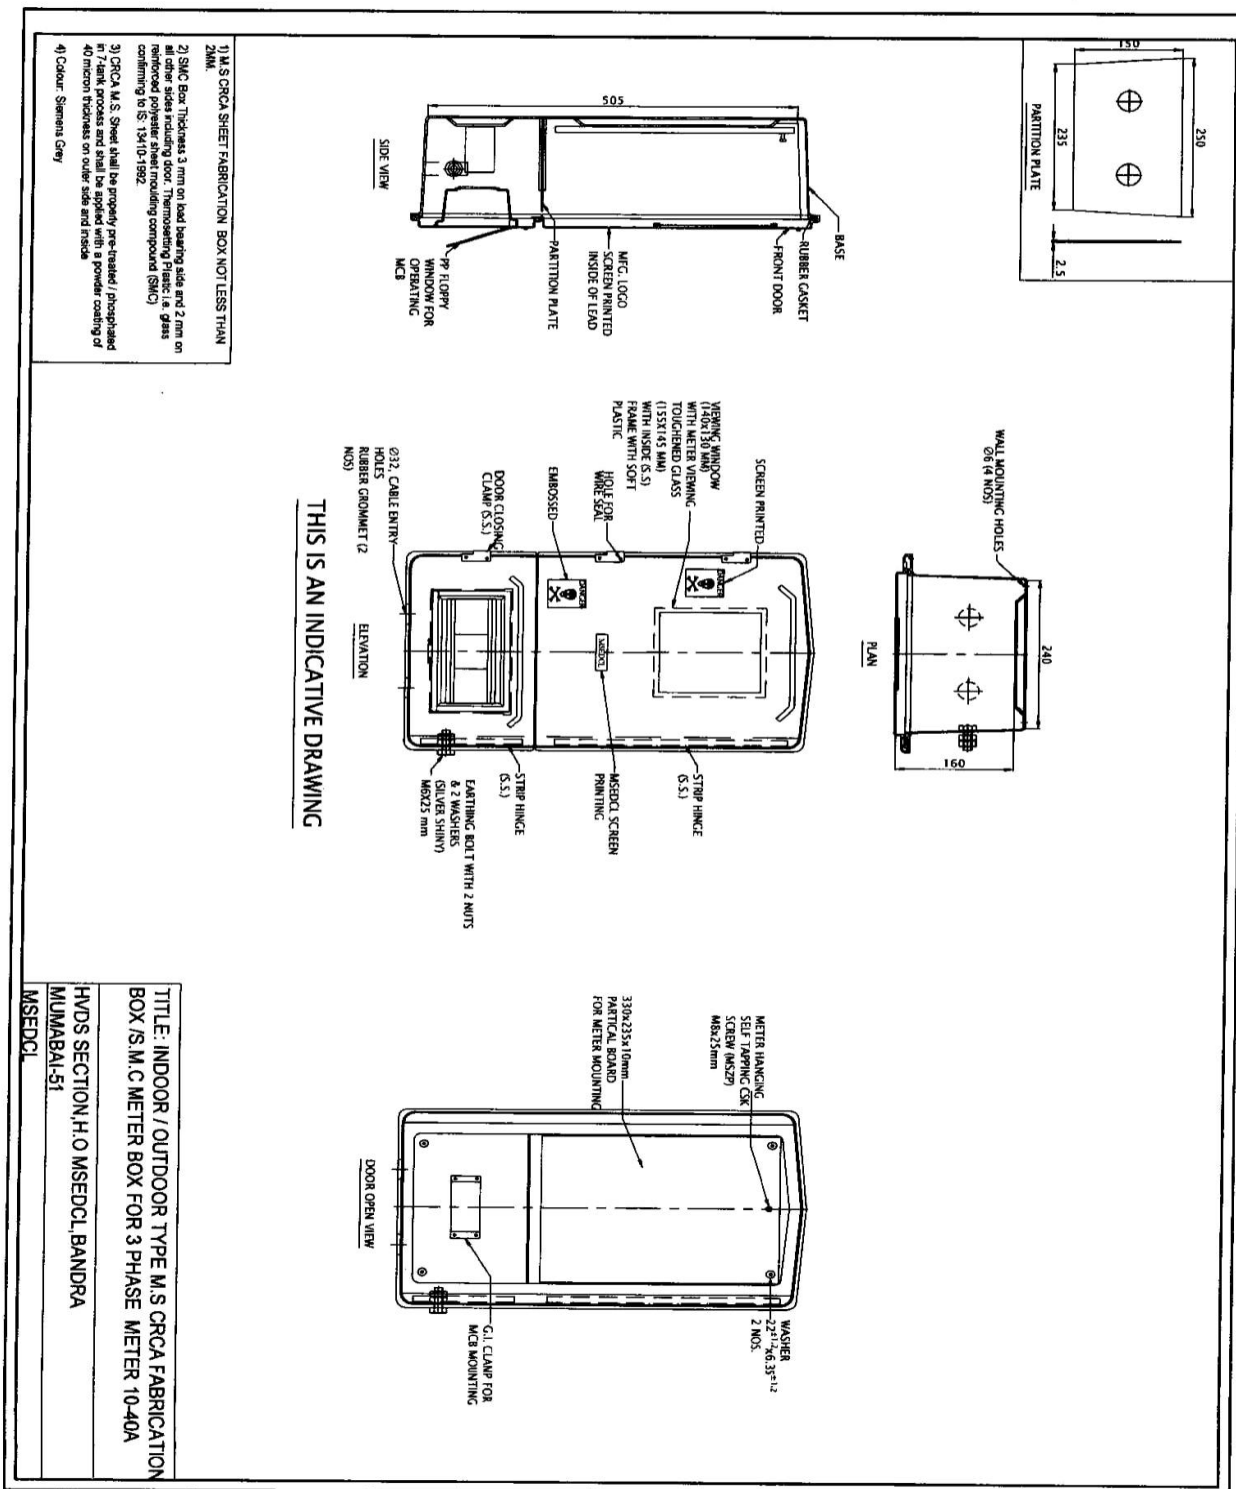 150
250
235
2.5
PARTITION PLATE
505
SIDE VIEW
BASE
RUBBER GASKET
FRONT DOOR
MFG. LOGO
SCREEN PRINTED
INSIDE OF LEAD
PARTITION PLATE
PP FLOPPY
WINDOW FOR
OPERATING
MCB
1) M.S CRCA SHEET FABRICATION BOX NOT LESS THAN
2MM.
2) SMC Box Thickness 3 mm on load bearing side and 2 mm on
all other sides including door. Thermosetting Plastic i.e. glass
reinforced polyester sheet moulding compound (SMC)
confirming to IS: 13410-1992.
3) CRCA M.S. Sheet shall be properly pre-treated / phosphated
in 7-tank process and shall be applied with a powder coating of
40 micron thickness on outer side and inside
4) Colour: Siemens Grey
WALL MOUNTING HOLES
Ø6 (4 NOS)
240
160
PLAN
SCREEN PRINTED
VIEWING WINDOW
(140x130 MM)
WITH METER VIEWING
TOUGHENED GLASS
(155X145 MM)
WITH INSIDE (S.S)
FRAME WITH SOFT
PLASTIC
HOLE FOR
WIRE SEAL
EMBOSSED
DOOR CLOSING
CLAMP (S.S.)
Ø32, CABLE ENTRY
HOLES
RUBBER GROMMET (2
NOS)
DANGER
DANGER
MSEDCL
STRIP HINGE
(S.S.)
MSEDCL SCREEN
PRINTING
STRIP HINGE
(S.S.)
EARTHING BOLT WITH 2 NUTS
& 2 WASHERS
(SILVER SHINY)
M6X25 mm
ELEVATION
THIS IS AN INDICATIVE DRAWING
METER HANGING
SELF TAPPING CSK
SCREW (MSZP)
M8x25mm
330x235x10mm
PARTICAL BOARD
FOR METER MOUNTING
WASHER
22±1.2x6.35±1.2
2 NOS.
G.I. CLAMP FOR
MCB MOUNTING
DOOR OPEN VIEW
TITLE: INDOOR / OUTDOOR TYPE M.S CRCA FABRICATION
BOX /S.M.C METER BOX FOR 3 PHASE METER 10-40A
HVDS SECTION,H.O MSEDCL,BANDRA
MUMABAI-51
MSEDCL